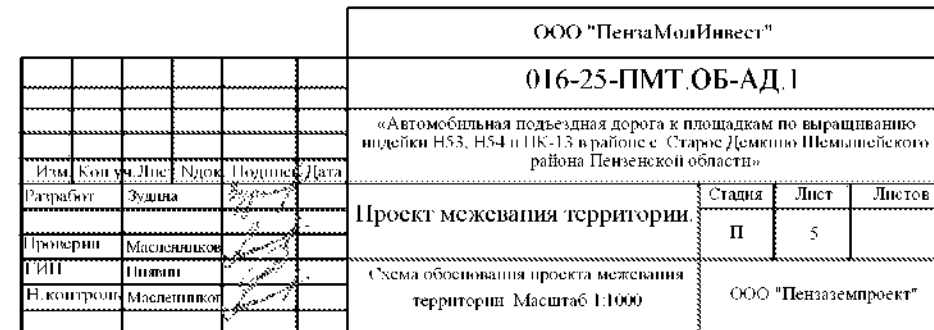 ООО "ПензаМолИнвест"
016-25-ПМТ.ОБ-АД.1
«Автомобильная подъездная дорога к площадкам по выращиванию
индейки Н53, Н54 и ПК-13 в районе с. Старое Демкино Шемышейского
района Пензенской области»
Изм. Кол уч. Лист Nдок. Подпись Дата
Разработ Зудина
Проект межевания территории.
Стадия Лист Листов
П 5
Проверил Масленников
ГИП
Н.контроль Масленников
Схема обоснования проекта межевания
территории Масштаб 1:1000
ООО "Пензаземпроект"